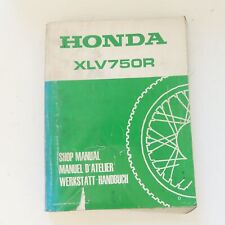 HONDA
XLV750R
SHOP MANUAL
MANUEL D'ATELIER
WERKSTATT-HANDBUCH